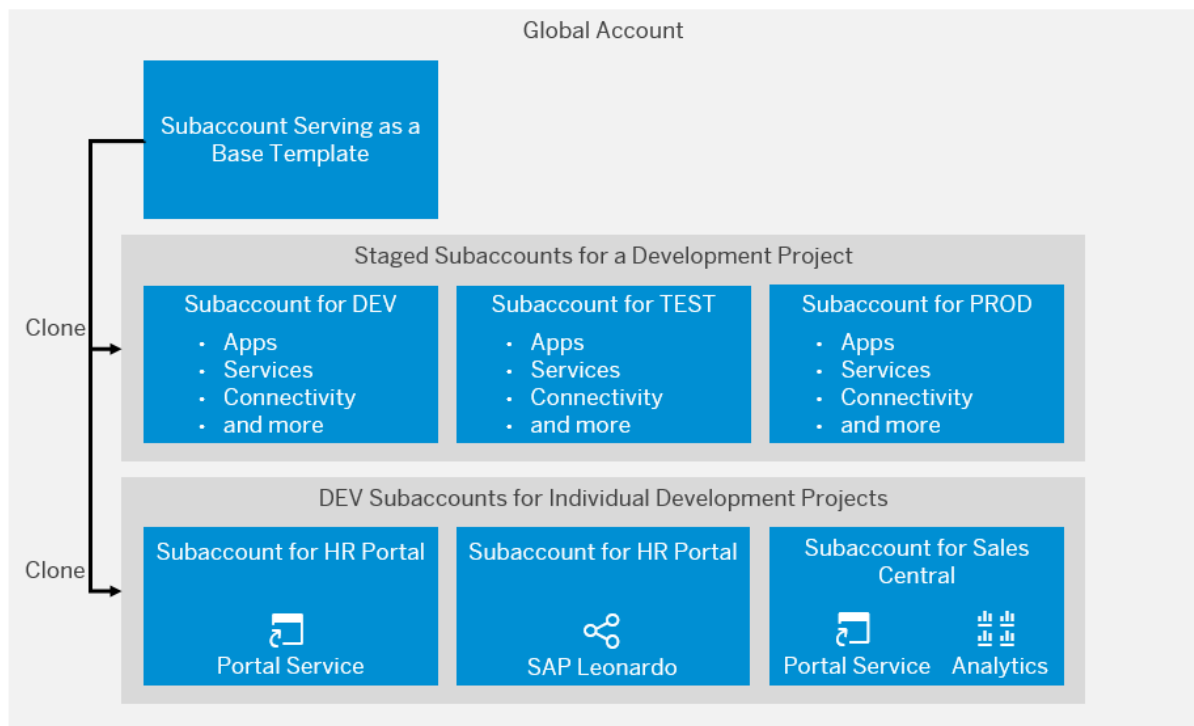 Global Account
Subaccount Serving as a
Base Template
Staged Subaccounts for a Development Project
Clone
Subaccount for DEV
· Apps
· Services
· Connectivity
· and more
Subaccount for TEST
· Apps
· Services
· Connectivity
· and more
Subaccount for PROD
· Apps
· Services
· Connectivity
· and more
DEV Subaccounts for Individual Development Projects
Clone
Subaccount for HR Portal
Portal Service
Subaccount for HR Portal
SAP Leonardo
Subaccount for Sales
Central
Portal Service
Analytics